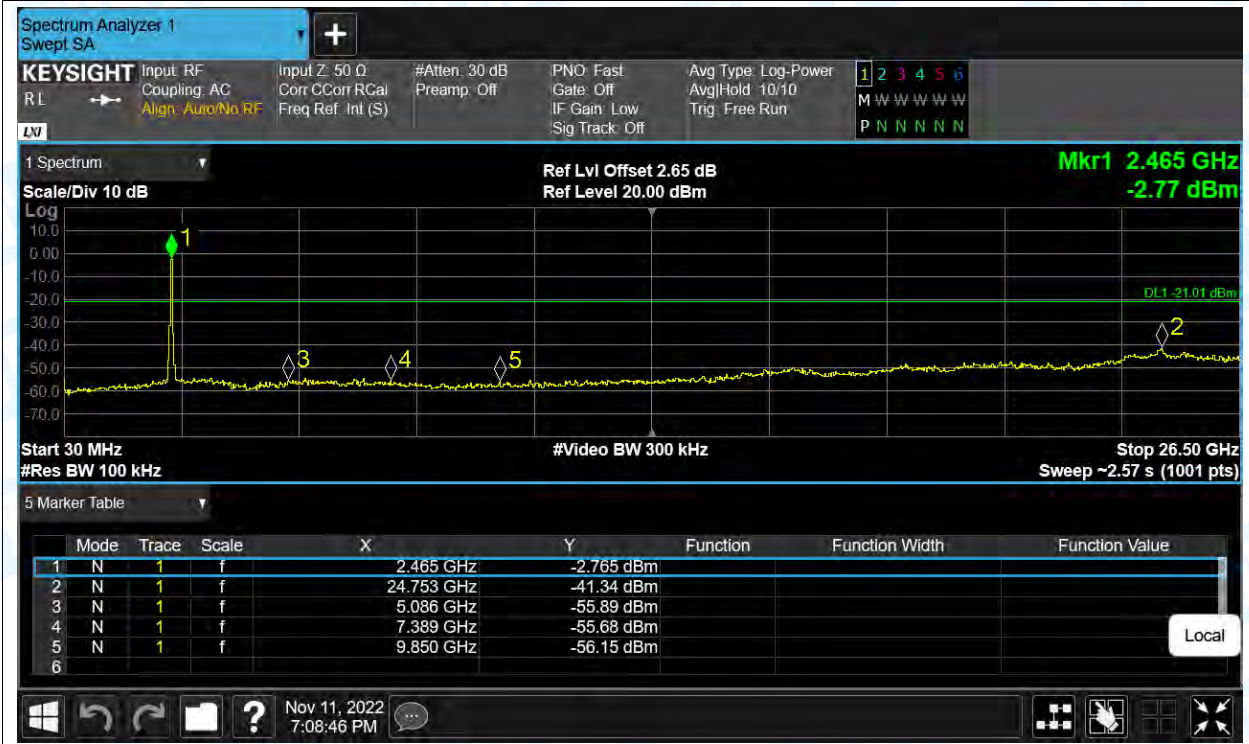 Spectrum Analyzer 1
Swept SA
+
KEYSIGHT
R L
LXI
Input: RF
Coupling: AC
Align: Auto/No RF
Input Z: 50 Ω
Corr CCorr RCal
Freq Ref: Int (S)
#Atten: 30 dB
Preamp: Off
PNO: Fast
Gate: Off
IF Gain: Low
Sig Track: Off
Avg Type: Log-Power
Avg|Hold: 10/10
Trig: Free Run
1 2 3 4 5 6
M W W W W W
P N N N N N
1 Spectrum
Scale/Div 10 dB
Ref Lvl Offset 2.65 dB
Ref Level 20.00 dBm
Mkr1 2.465 GHz
-2.77 dBm
Log
10.0
0.00
-10.0
-20.0
-30.0
-40.0
-50.0
-60.0
-70.0
1
3
4
5
2
DL1 -21.01 dBm
Start 30 MHz
#Video BW 300 kHz
Stop 26.50 GHz
#Res BW 100 kHz
Sweep ~2.57 s (1001 pts)
5 Marker Table
Mode Trace Scale X Y Function Function Width Function Value
1 N 1 f 2.465 GHz -2.765 dBm
2 N 1 f 24.753 GHz -41.34 dBm
3 N 1 f 5.086 GHz -55.89 dBm
4 N 1 f 7.389 GHz -55.68 dBm
5 N 1 f 9.850 GHz -56.15 dBm
6
Local
?
Nov 11, 2022
7:08:46 PM